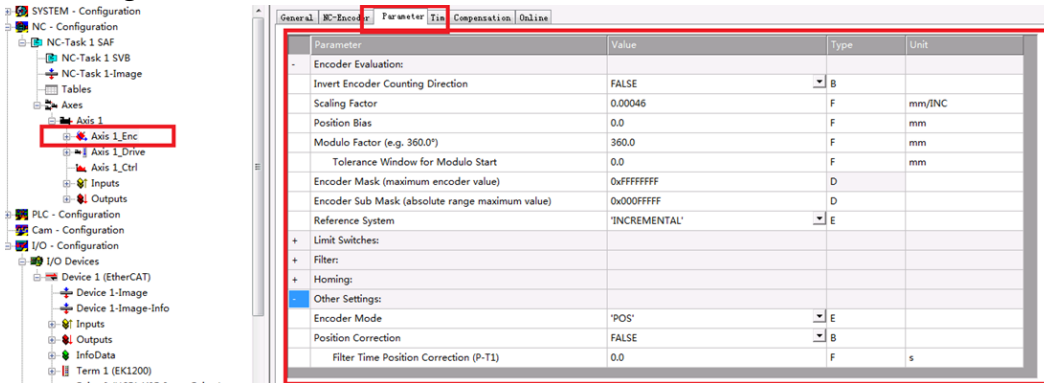 SYSTEM - Configuration
NC - Configuration
NC-Task 1 SAF
NC-Task 1 SVB
NC-Task 1-Image
Tables
Axes
Axis 1
Axis 1_Enc
Axis 1_Drive
Axis 1_Ctrl
Inputs
Outputs
PLC - Configuration
Cam - Configuration
I/O - Configuration
I/O Devices
Device 1 (EtherCAT)
Device 1-Image
Device 1-Image-Info
Inputs
Outputs
InfoData
Term 1 (EK1200)
General NC-Encoder Parameter Tim Compensation Online
Parameter Value Type Unit
- Encoder Evaluation:
Invert Encoder Counting Direction FALSE B
Scaling Factor 0.00046 F mm/INC
Position Bias 0.0 F mm
Modulo Factor (e.g. 360.0°) 360.0 F mm
Tolerance Window for Modulo Start 0.0 F mm
Encoder Mask (maximum encoder value) 0xFFFFFFFF D
Encoder Sub Mask (absolute range maximum value) 0x000FFFFF D
Reference System 'INCREMENTAL' E
+ Limit Switches:
+ Filter:
+ Homing:
- Other Settings:
Encoder Mode 'POS' E
Position Correction FALSE B
Filter Time Position Correction (P-T1) 0.0 F s